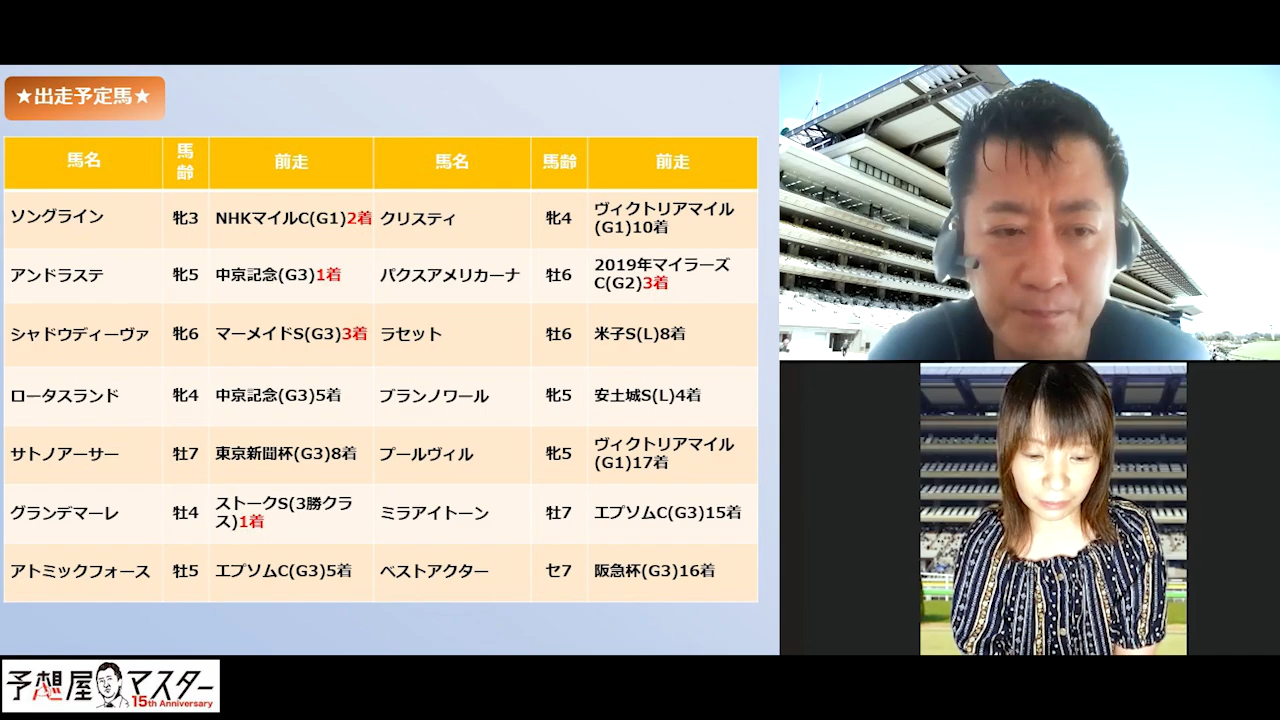 ★出走予定馬★
馬名 馬齢 前走 馬名 馬齢 前走
ソングライン 牝3 NHKマイルC(G1)2着 クリスティ 牝4 ヴィクトリアマイル(G1)10着
アンドラステ 牝5 中京記念(G3)1着 パクスアメリカーナ 牡6 2019年マイラーズC(G2)3着
シャドウディーヴァ 牝6 マーメイドS(G3)3着 ラセット 牡6 米子S(L)8着
ロータスランド 牝4 中京記念(G3)5着 ブランノワール 牝5 安土城S(L)4着
サトノアーサー 牡7 東京新聞杯(G3)8着 プールヴィル 牝5 ヴィクトリアマイル(G1)17着
グランデマーレ 牡4 ストークS(3勝クラス)1着 ミラアイトーン 牡7 エプソムC(G3)15着
アトミックフォース 牡5 エプソムC(G3)5着 ベストアクター セ7 阪急杯(G3)16着
予想屋マスター
15th Anniversary